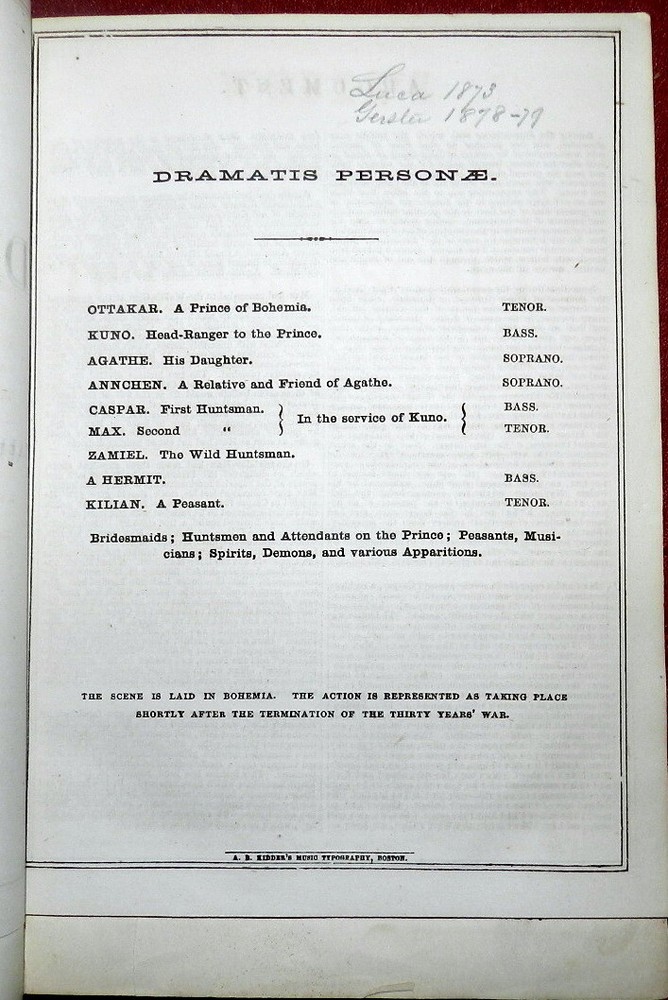 Lucca 1873
Gerster 1878-79
DRAMATIS PERSONÆ.
OTTAKAR. A Prince of Bohemia. TENOR.
KUNO. Head-Ranger to the Prince. BASS.
AGATHE. His Daughter. SOPRANO.
ANNCHEN. A Relative and Friend of Agathe. SOPRANO.
CASPAR. First Huntsman. } In the service of Kuno. { BASS.
MAX. Second " TENOR.
ZAMIEL. The Wild Huntsman.
A HERMIT. BASS.
KILIAN. A Peasant. TENOR.
Bridesmaids; Huntsmen and Attendants on the Prince; Peasants, Musi-
cians; Spirits, Demons, and various Apparitions.
THE SCENE IS LAID IN BOHEMIA. THE ACTION IS REPRESENTED AS TAKING PLACE
SHORTLY AFTER THE TERMINATION OF THE THIRTY YEARS' WAR.
A. B. KIDDER'S MUSIC TYPOGRAPHY, BOSTON.